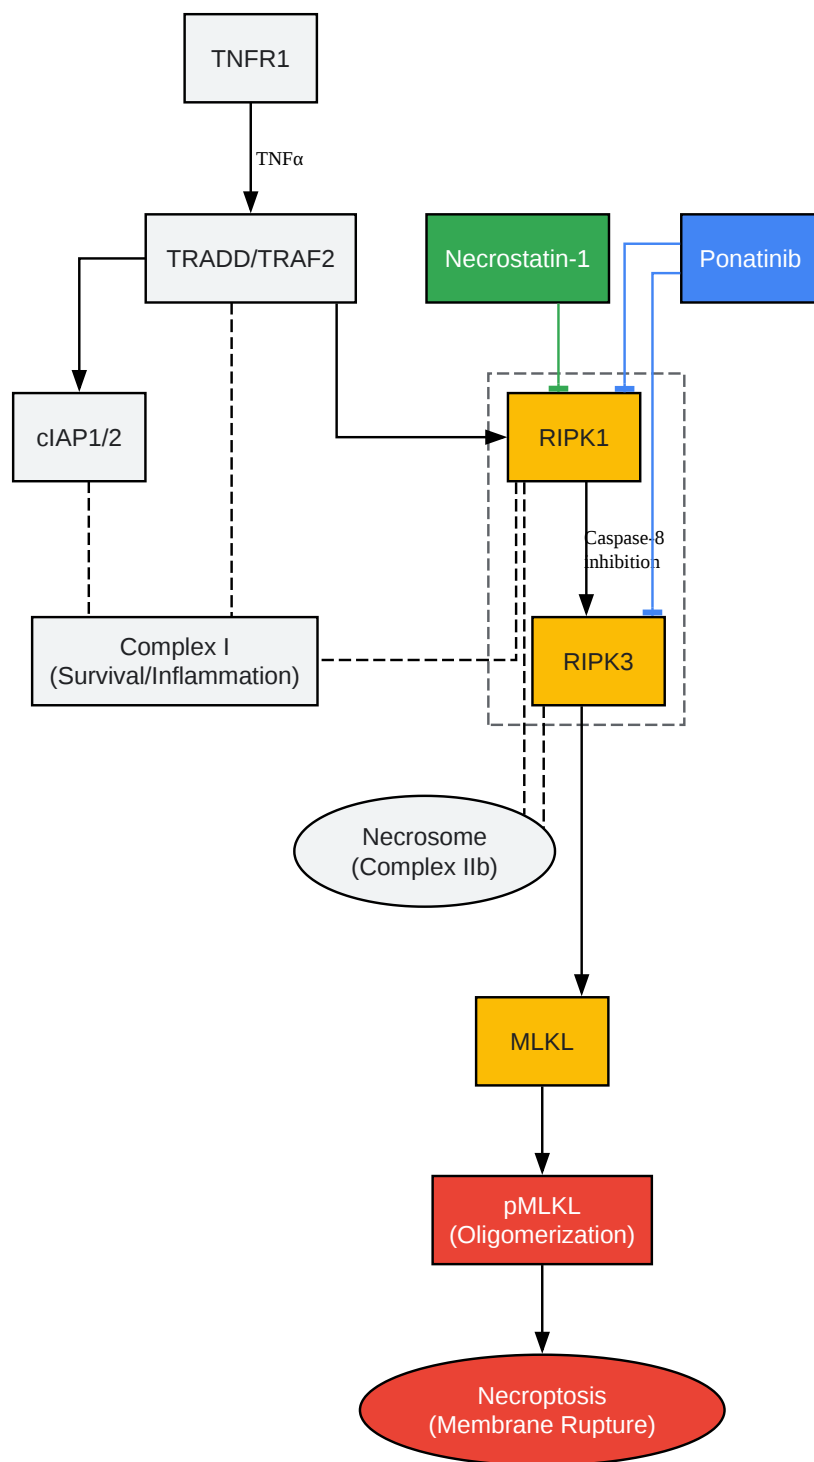 TNFR1
TNFα
TRADD/TRAF2
Necrostatin-1
Ponatinib
cIAP1/2
RIPK1
Caspase-8
inhibition
Complex I
(Survival/Inflammation)
RIPK3
Necrosome
(Complex IIb)
MLKL
pMLKL
(Oligomerization)
Necroptosis
(Membrane Rupture)